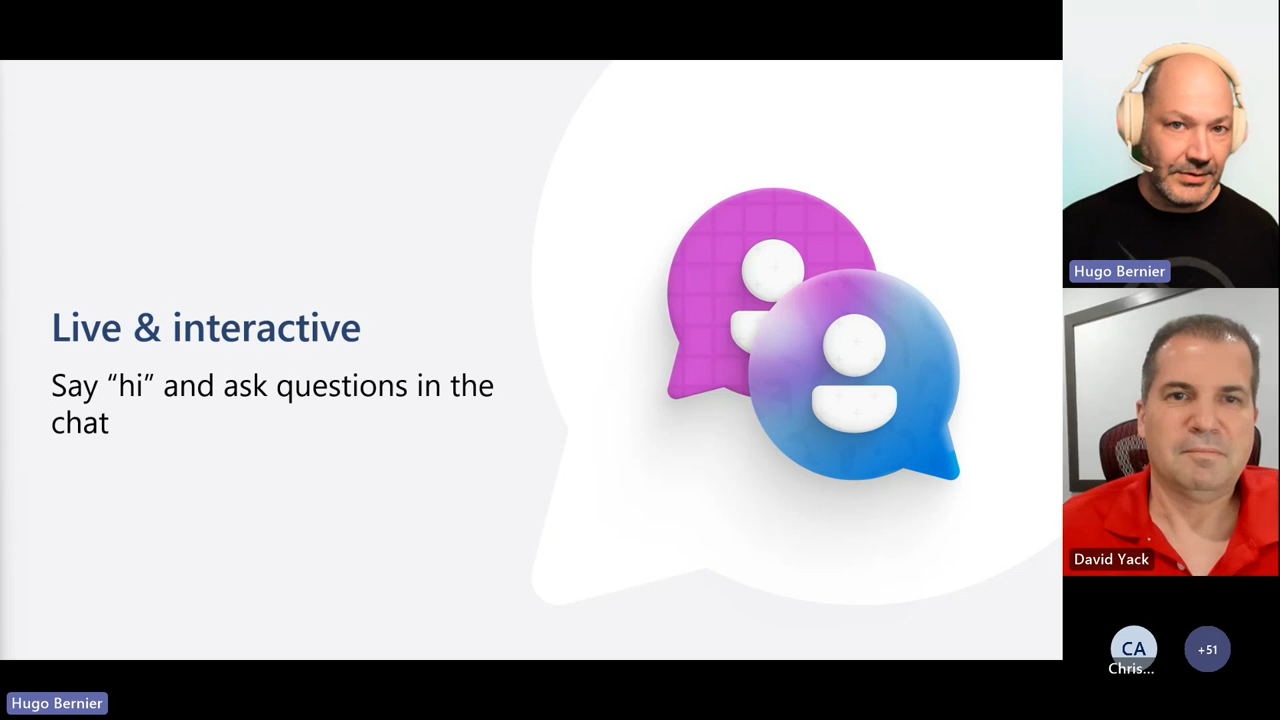 Live & interactive
Say “hi” and ask questions in the
chat
Hugo Bernier
David Yack
CA
Chris...
+51
Hugo Bernier